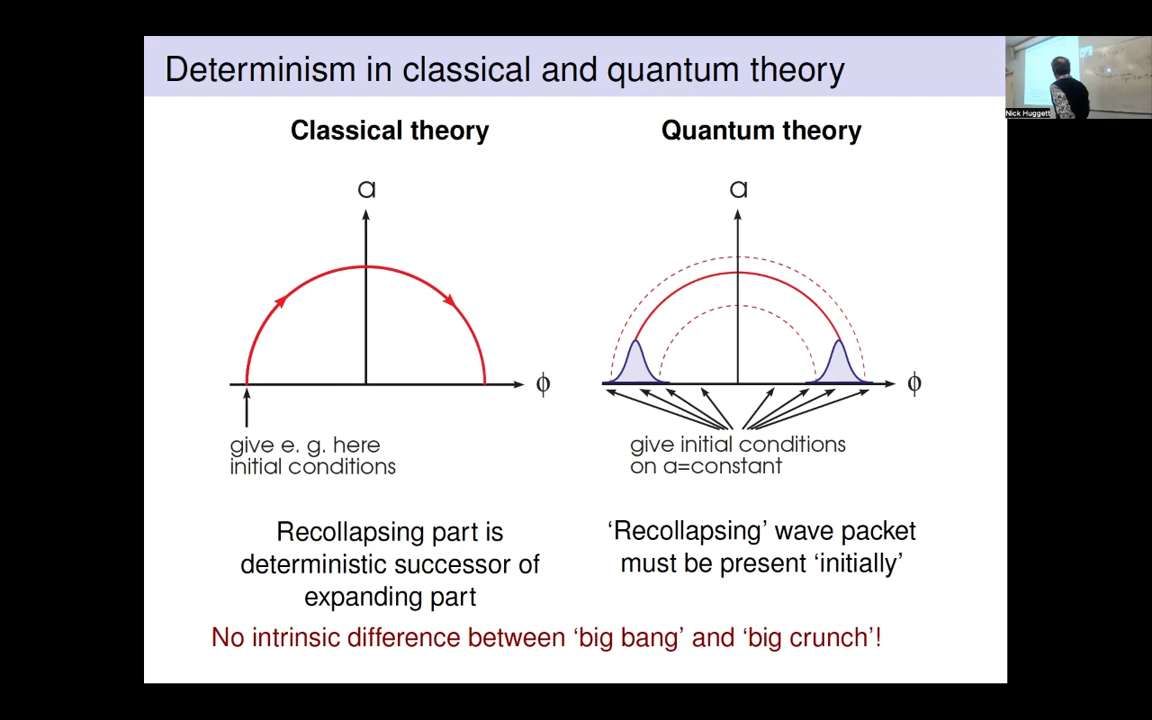 Determinism in classical and quantum theory
Nick Huggett
Classical theory
Quantum theory
a
ϕ
give e. g. here
initial conditions
a
ϕ
give initial conditions
on a=constant
Recollapsing part is
deterministic successor of
expanding part
‘Recollapsing’ wave packet
must be present ‘initially’
No intrinsic difference between ‘big bang’ and ‘big crunch’!